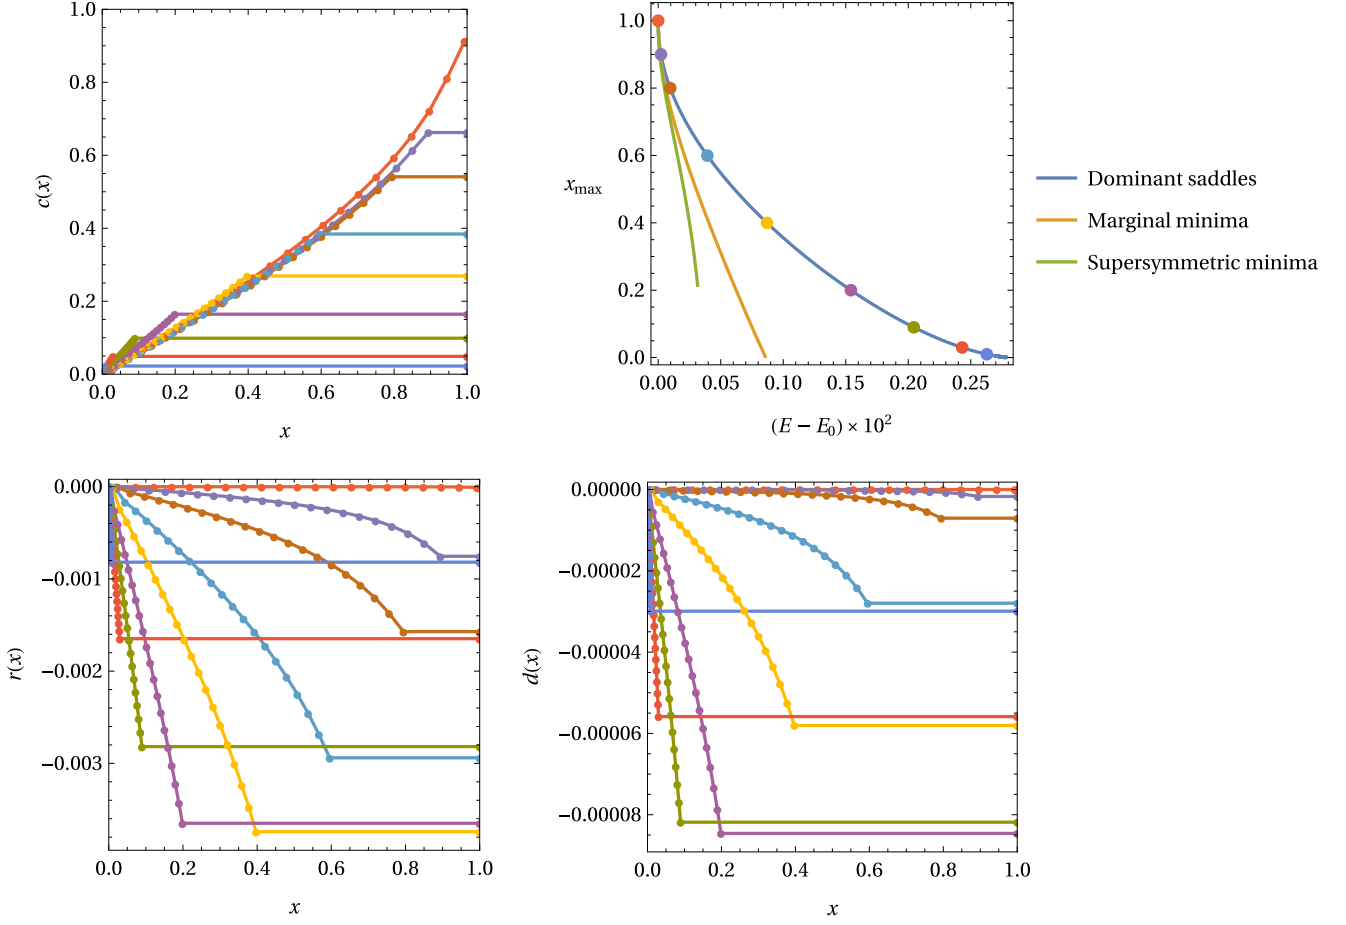 1.0
0.8
0.6
0.4
0.2
0.0
c(x)
0.0 0.2 0.4 0.6 0.8 1.0
x
1.0
0.8
0.6
0.4
0.2
0.0
x_max
0.00 0.05 0.10 0.15 0.20 0.25
(E − E₀) × 10²
Dominant saddles
Marginal minima
Supersymmetric minima
0.000
−0.001
−0.002
−0.003
r(x)
0.0 0.2 0.4 0.6 0.8 1.0
x
0.00000
−0.00002
−0.00004
−0.00006
−0.00008
d(x)
0.0 0.2 0.4 0.6 0.8 1.0
x